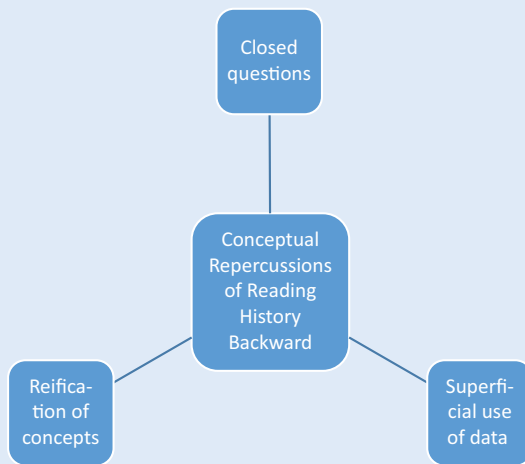 Closed
questions
Conceptual
Repercussions
of Reading
History
Backward
Reifica-
tion of
concepts
Superfi-
cial use
of data